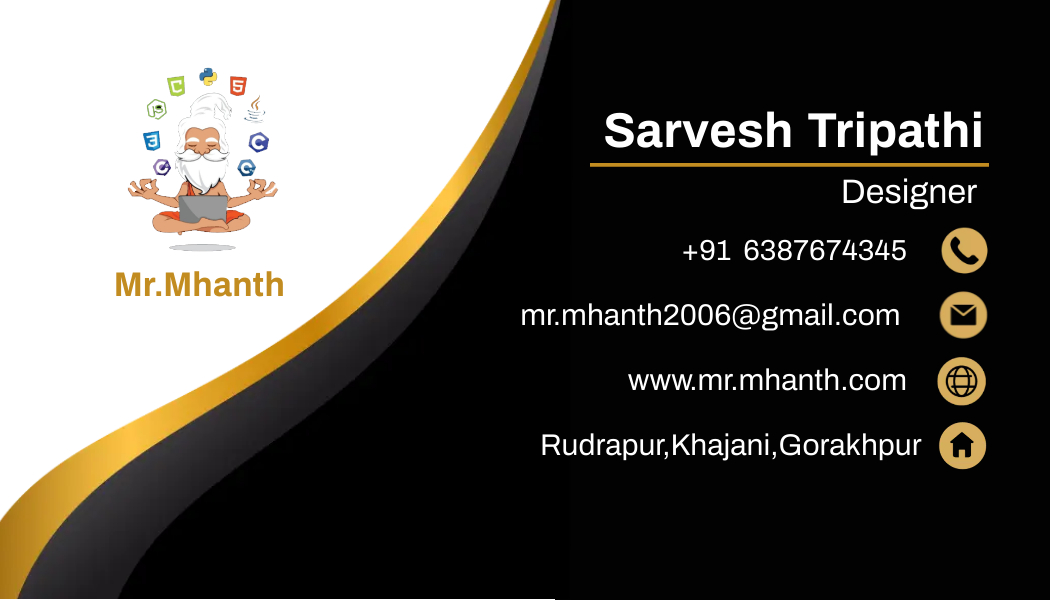 Mr.Mhanth
Sarvesh Tripathi
Designer
+91 6387674345
mr.mhanth2006@gmail.com
www.mr.mhanth.com
Rudrapur,Khajani,Gorakhpur